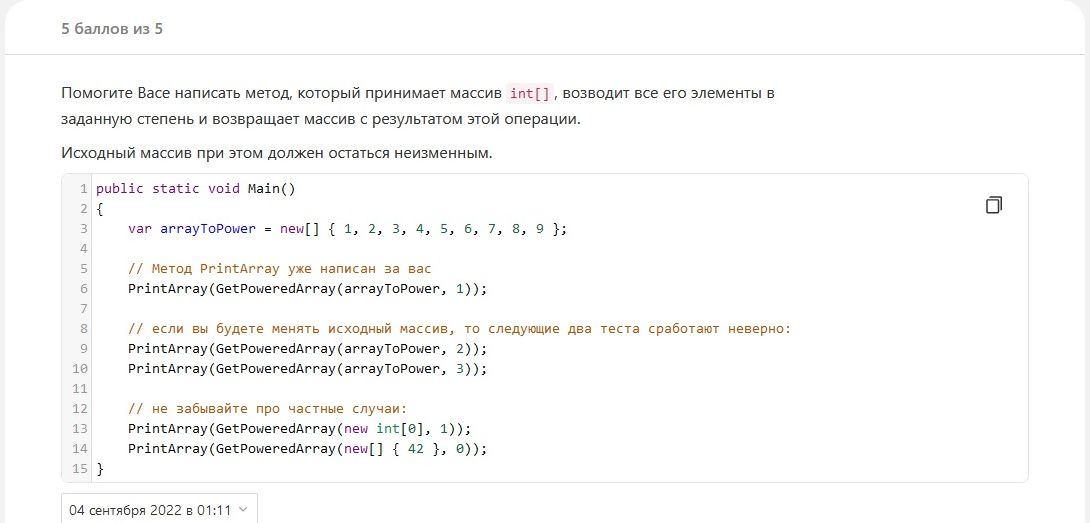 5 баллов из 5
Помогите Васе написать метод, который принимает массив int[], возводит все его элементы в
заданную степень и возвращает массив с результатом этой операции.
Исходный массив при этом должен остаться неизменным.
1 public static void Main()
2 {
3     var arrayToPower = new[] { 1, 2, 3, 4, 5, 6, 7, 8, 9 };
4
5     // Метод PrintArray уже написан за вас
6     PrintArray(GetPoweredArray(arrayToPower, 1));
7
8     // если вы будете менять исходный массив, то следующие два теста сработают неверно:
9     PrintArray(GetPoweredArray(arrayToPower, 2));
10     PrintArray(GetPoweredArray(arrayToPower, 3));
11
12     // не забывайте про частные случаи:
13     PrintArray(GetPoweredArray(new int[0], 1));
14     PrintArray(GetPoweredArray(new[] { 42 }, 0));
15 }
04 сентября 2022 в 01:11